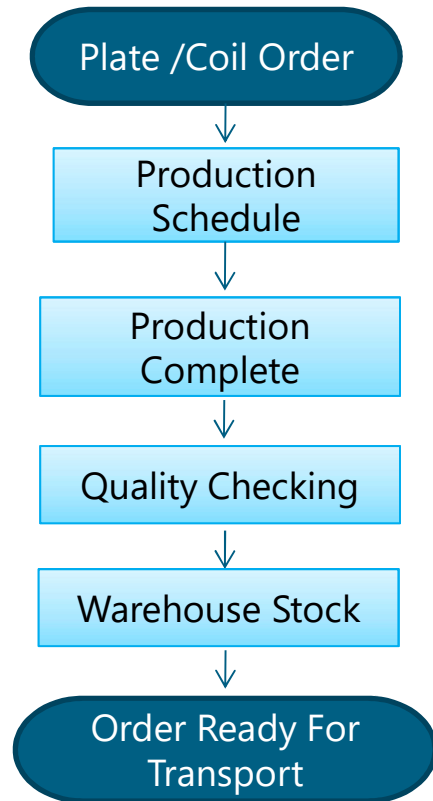 Plate /Coil Order
Production
Schedule
Production
Complete
Quality Checking
Warehouse Stock
Order Ready For
Transport